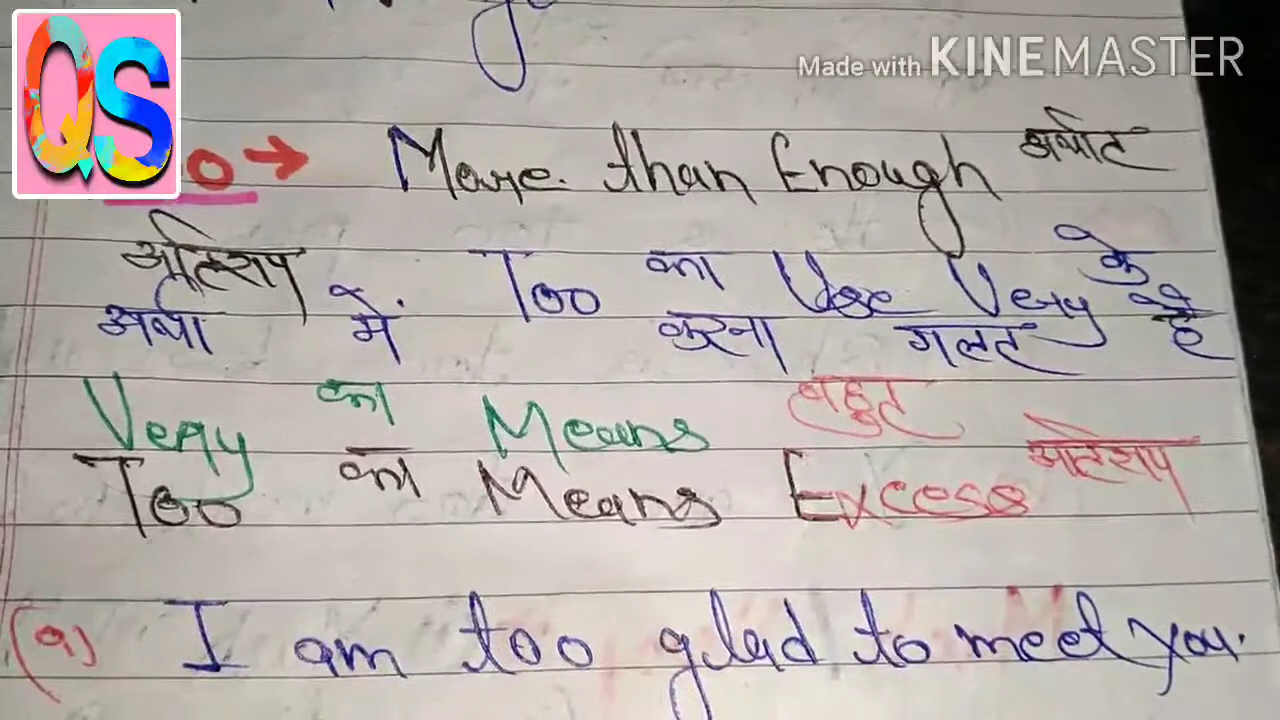 QS
Made with KINEMASTER
o → More than Enough अर्थात
अतिशय Too का Use Very के
अर्थ में करना गलत है
Very का Means बहुत
Too का Means Excess अतिशय
(a) I am too glad to meet you.